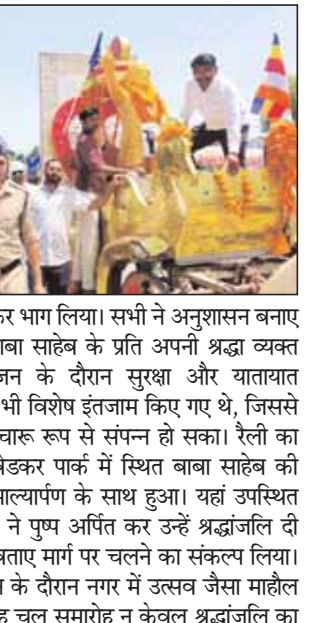 कर भाग लिया। सभी ने अनुशासन बनाए
बाबा साहेब के प्रति अपनी श्रद्धा व्यक्त
जन के दौरान सुरक्षा और यातायात
भी विशेष इंतजाम किए गए थे, जिससे
चारू रूप से संपन्न हो सका। रैली का
बेडकर पार्क में स्थित बाबा साहेब की
माल्यार्पण के साथ हुआ। यहां उपस्थित
ने पुष्प अर्पित कर उन्हें श्रद्धांजलि दी
बताए मार्ग पर चलने का संकल्प लिया।
के दौरान नगर में उत्सव जैसा माहौल
ह चल समारोह न केवल श्रद्धांजलि का